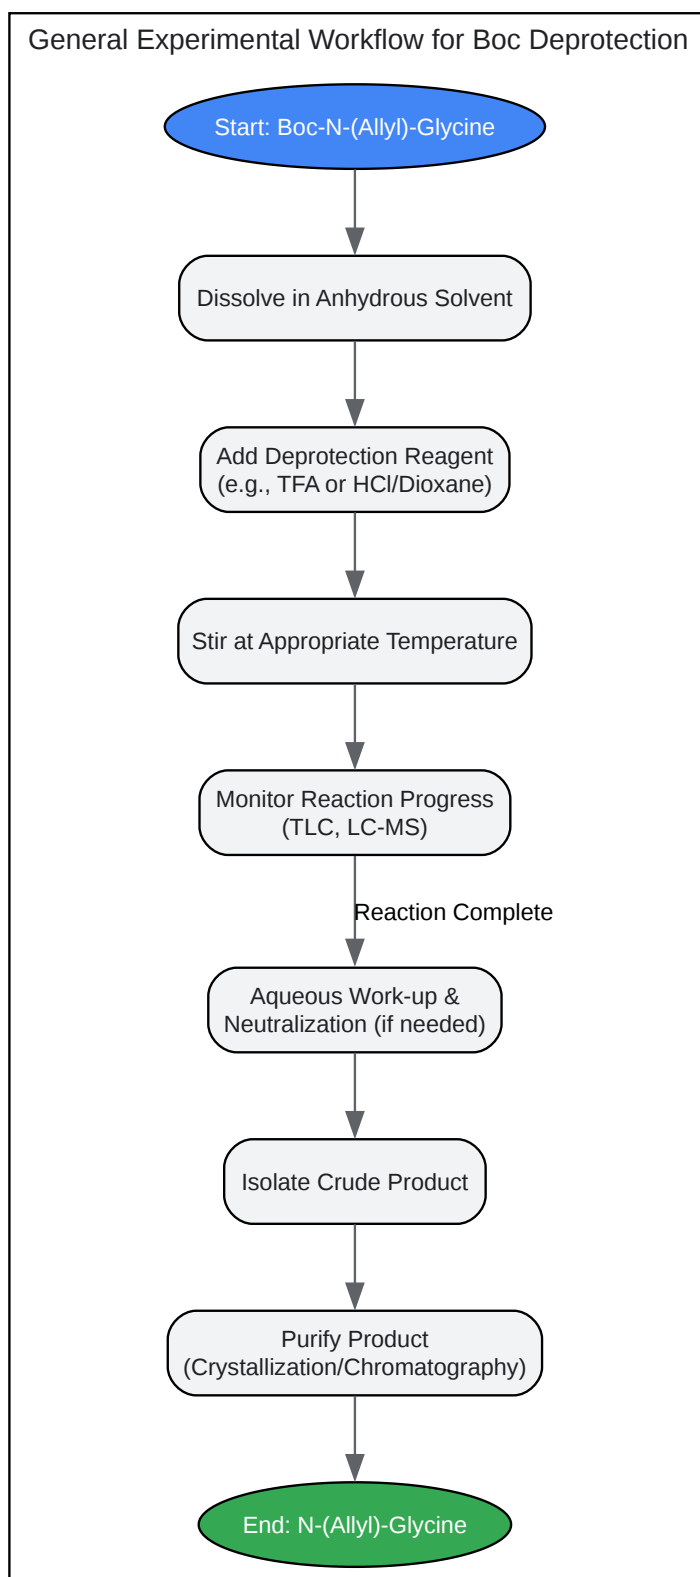 General Experimental Workflow for Boc Deprotection
Start: Boc-N-(Allyl)-Glycine
Dissolve in Anhydrous Solvent
Add Deprotection Reagent
(e.g., TFA or HCl/Dioxane)
Stir at Appropriate Temperature
Monitor Reaction Progress
(TLC, LC-MS)
Reaction Complete
Aqueous Work-up &
Neutralization (if needed)
Isolate Crude Product
Purify Product
(Crystallization/Chromatography)
End: N-(Allyl)-Glycine